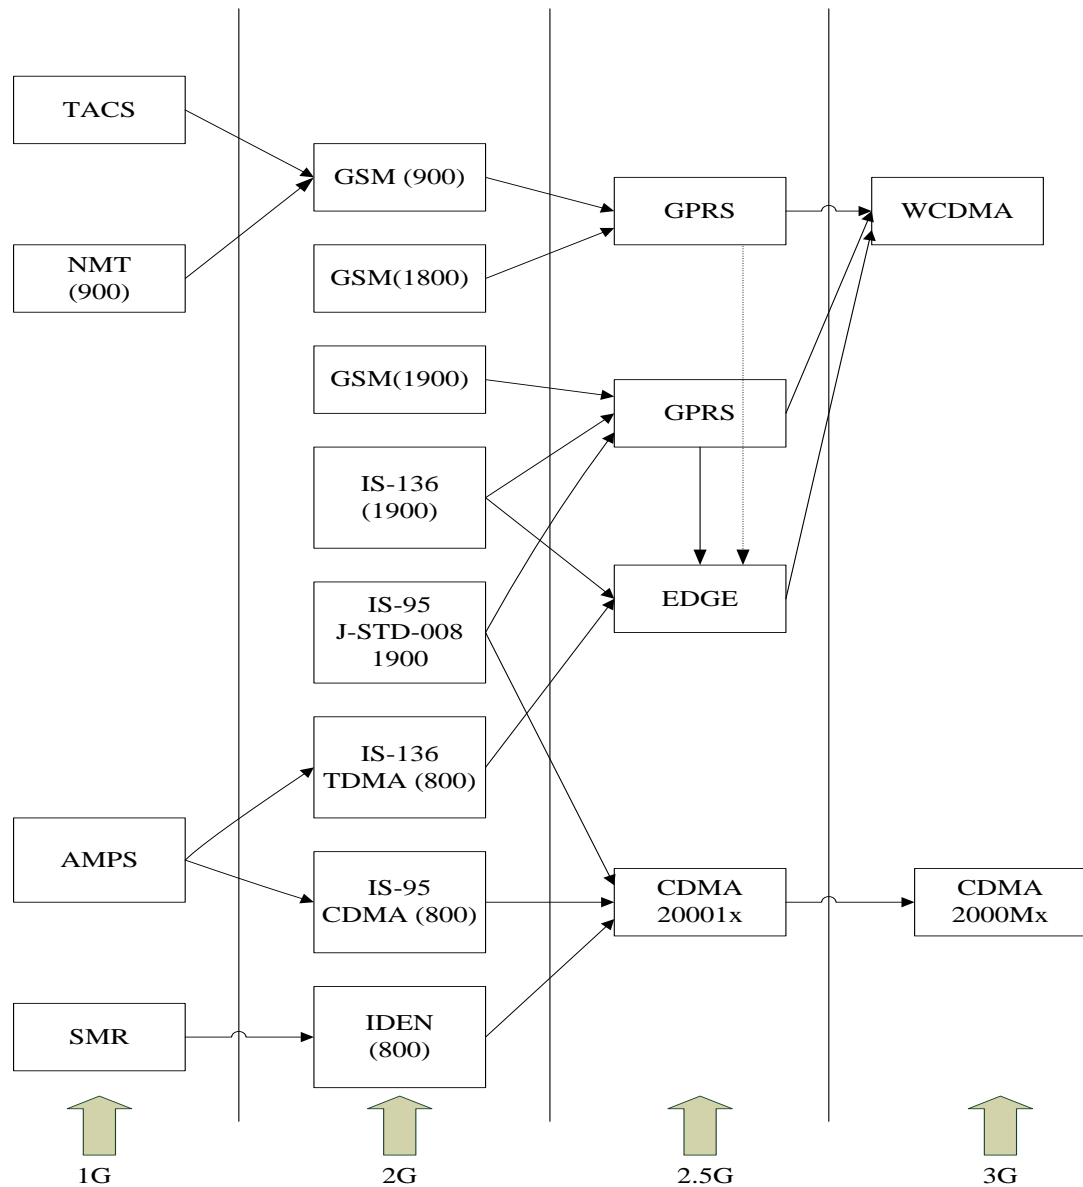 TACS
NMT
(900)
AMPS
SMR
GSM (900)
GSM(1800)
GSM(1900)
IS-136
(1900)
IS-95
J-STD-008
1900
IS-136
TDMA (800)
IS-95
CDMA (800)
IDEN
(800)
GPRS
GPRS
EDGE
CDMA
20001x
WCDMA
CDMA
2000Mx
1G
2G
2.5G
3G